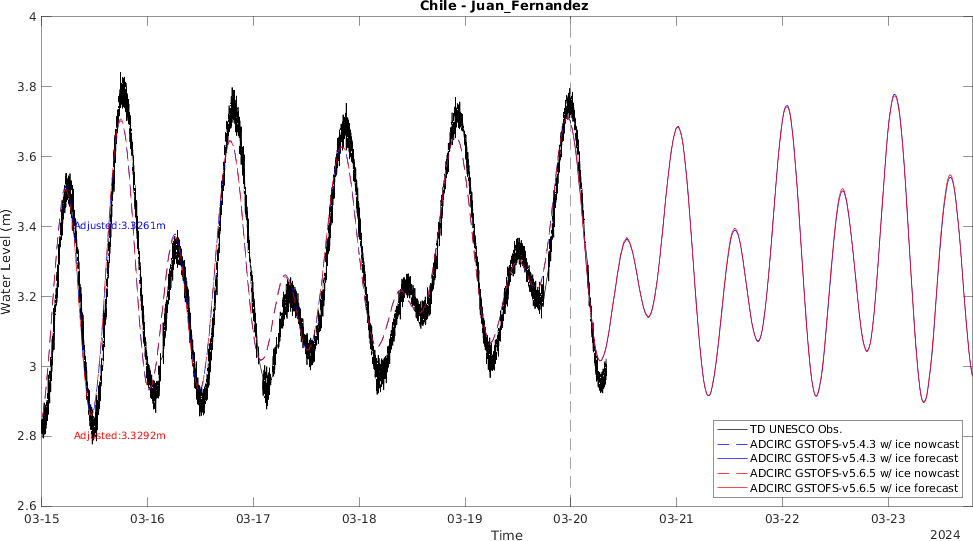 Chile - Juan_Fernandez
4
3.8
3.6
3.4
3.2
3
2.8
2.6
Water Level (m)
Adjusted:3.3261m
Adjusted:3.3292m
TD UNESCO Obs.
ADCIRC GSTOFS-v5.4.3 w/ ice nowcast
ADCIRC GSTOFS-v5.4.3 w/ ice forecast
ADCIRC GSTOFS-v5.6.5 w/ ice nowcast
ADCIRC GSTOFS-v5.6.5 w/ ice forecast
03-15 03-16 03-17 03-18 03-19 03-20 03-21 03-22 03-23
Time
2024